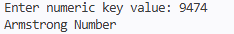 Enter numeric key value: 9474
Armstrong Number